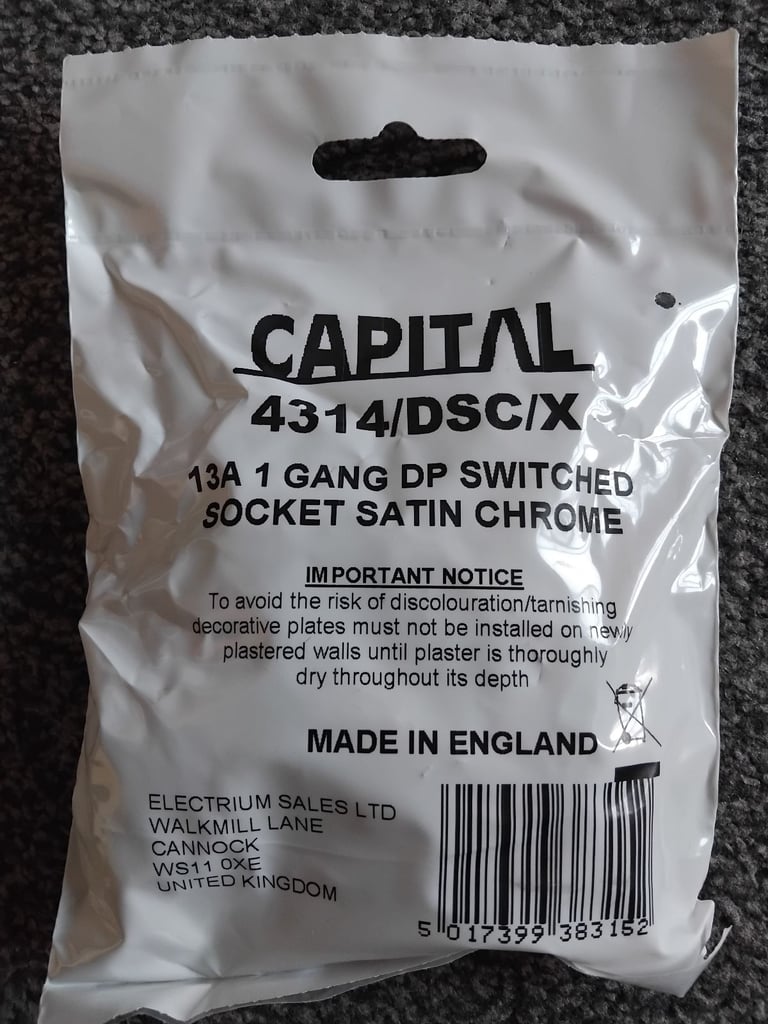 CAPITAL
4314/DSC/X
13A 1 GANG DP SWITCHED
SOCKET SATIN CHROME
IMPORTANT NOTICE
To avoid the risk of discolouration/tarnishing
decorative plates must not be installed on newly
plastered walls until plaster is thoroughly
dry throughout its depth
MADE IN ENGLAND
ELECTRIUM SALES LTD
WALKMILL LANE
CANNOCK
WS11 0XE
UNITED KINGDOM
5 017399 383152